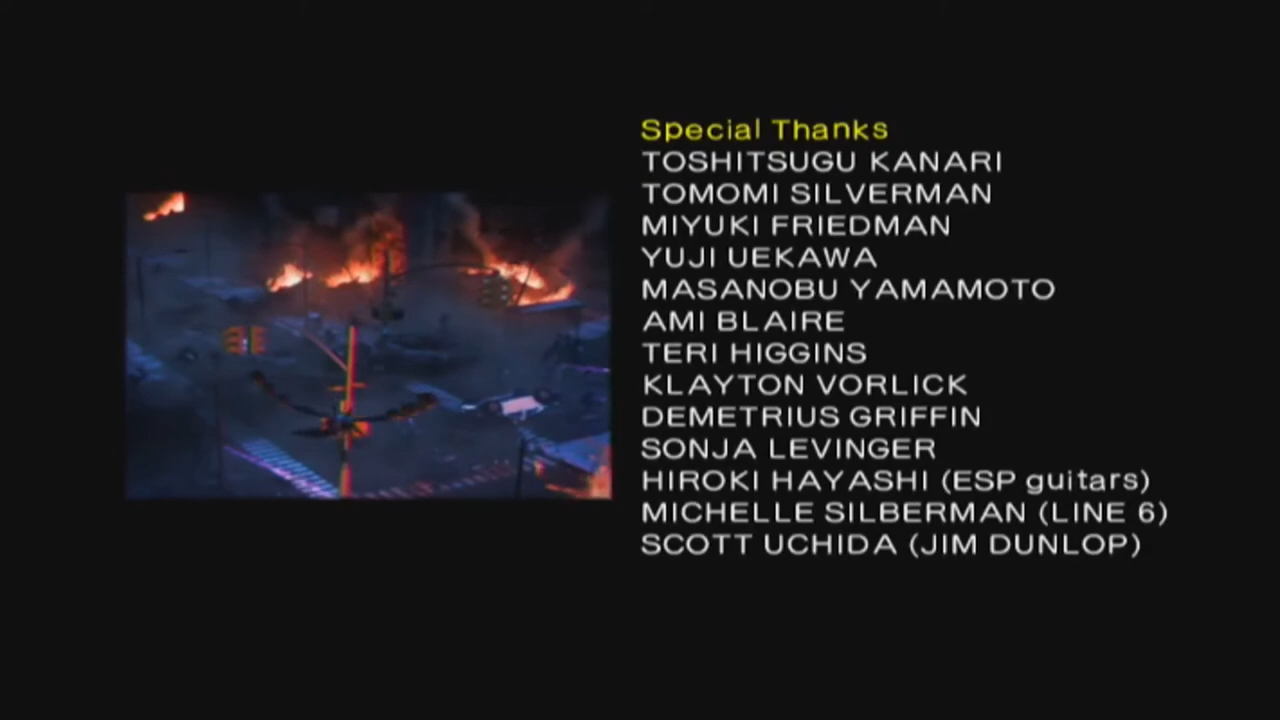 Special Thanks
TOSHITSUGU KANARI
TOMOMI SILVERMAN
MIYUKI FRIEDMAN
YUJI UEKAWA
MASANOBU YAMAMOTO
AMI BLAIRE
TERI HIGGINS
KLAYTON VORLICK
DEMETRIUS GRIFFIN
SONJA LEVINGER
HIROKI HAYASHI (ESP guitars)
MICHELLE SILBERMAN (LINE 6)
SCOTT UCHIDA (JIM DUNLOP)